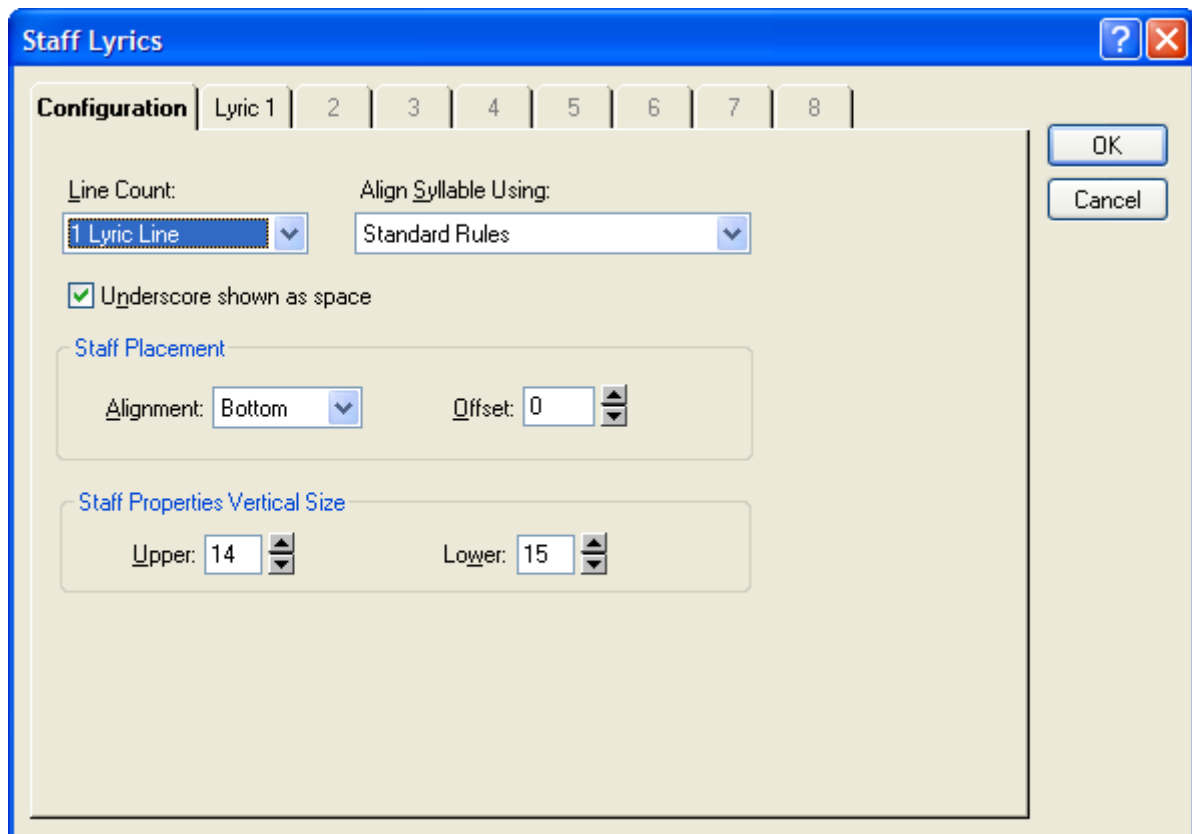 Staff Lyrics
Configuration Lyric 1 2 3 4 5 6 7 8
OK
Line Count: Align Syllable Using:
Cancel
1 Lyric Line Standard Rules
Underscore shown as space
Staff Placement
Alignment: Bottom Offset: 0
Staff Properties Vertical Size
Upper: 14 Lower: 15